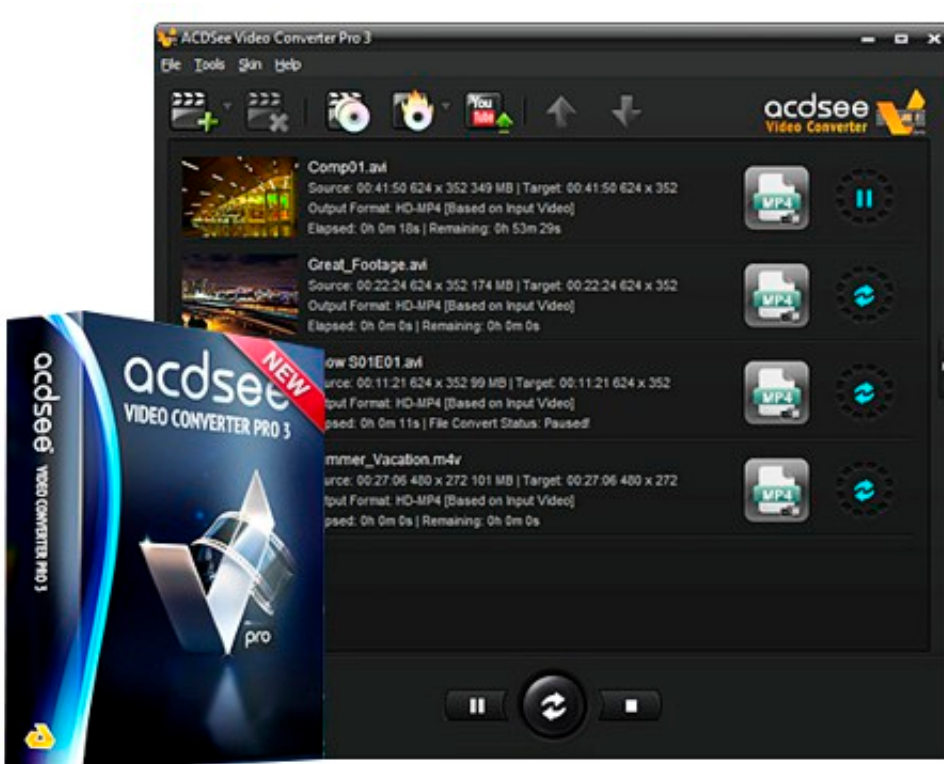 ACDSee Video Converter Pro 3
File Tools Skin Help
You
Tube
acdsee
Video Converter
Comp01.avi
Source: 00:41:50 624 x 352 349 MB | Target: 00:41:50 624 x 352
Output Format: HD-MP4 [Based on Input Video]
Elapsed: 0h 0m 18s | Remaining: 0h 53m 29s
MP4
Great_Footage.avi
Source: 00:22:24 624 x 352 174 MB | Target: 00:22:24 624 x 352
Output Format: HD-MP4 [Based on Input Video]
Elapsed: 0h 0m 0s | Remaining: 0h 0m 0s
MP4
ow S01E01.avi
urce: 00:11:21 624 x 352 99 MB | Target: 00:11:21 624 x 352
tput Format: HD-MP4 [Based on Input Video]
psed: 0h 0m 11s | File Convert Status: Paused!
MP4
mmer_Vacation.m4v
urce: 00:27:06 480 x 272 101 MB | Target: 00:27:06 480 x 272
tput Format: HD-MP4 [Based on Input Video]
psed: 0h 0m 0s | Remaining: 0h 0m 0s
MP4
acdsee
VIDEO CONVERTER PRO 3
NEW
pro
acdsee VIDEO CONVERTER PRO 3